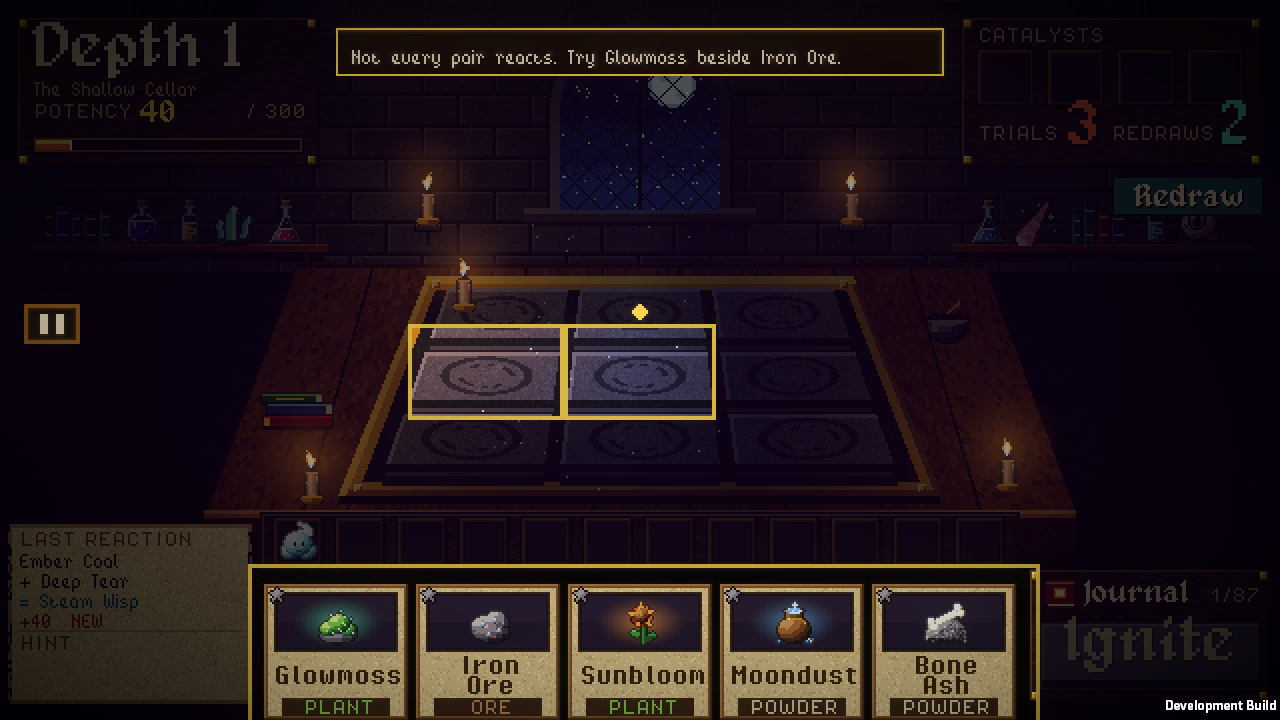 Depth 1
The Shallow Cellar
POTENCY 40 / 300
Not every pair reacts. Try Glowmoss beside Iron Ore.
CATALYSTS
TRIALS 3 REDRAWS 2
Redraw
LAST REACTION
Ember Coal
+ Deep Tear
= Steam Wisp
+40 NEW
HINT
Glowmoss
PLANT
Iron
Ore
ORE
Sunbloom
PLANT
Moondust
POWDER
Bone
Ash
POWDER
Journal 1/87
Ignite
Development Build